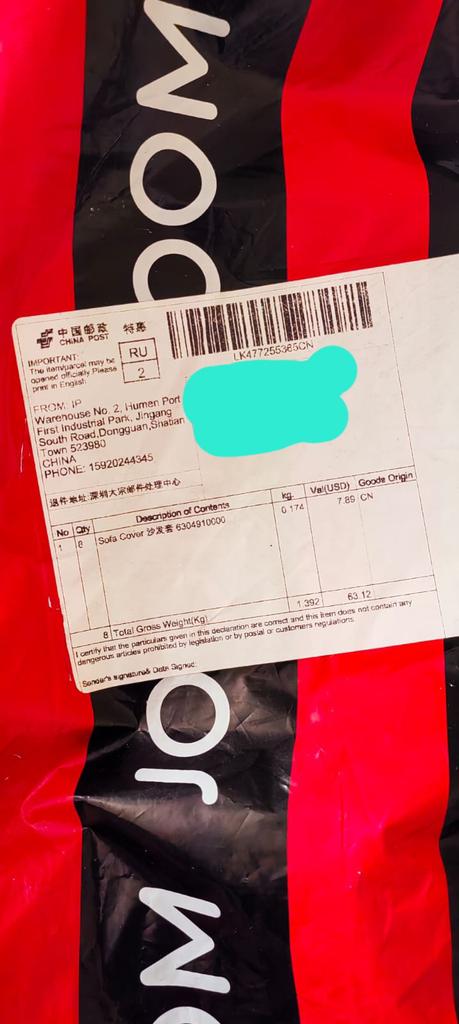 JOOM
中国邮政 特惠
CHINA POST
IMPORTANT:
The item/parcel may be
opened officially Please
print in English
RU
2
LK477255365CN
FROM: IP
Warehouse No. 2, Humen Port
First Industrial Park, Jingang
South Road,Dongguan,Shatian
Town 523980
CHINA
PHONE: 15920244345
退件地址:深圳大宗邮件处理中心
No Qty Description of Contents kg. Val(USD) Goods Origin
1 8 Sofa Cover 沙发套 6304910000 0.174 7.89 CN
8 Total Gross Weight(Kg) 1.392 63.12
I certify that the particulars given in this declaration are correct and this item does not contain any
dangerous articles prohibited by legislation or by postal or customers regulations.
Sender's signature& Data Signed:
JO
OM